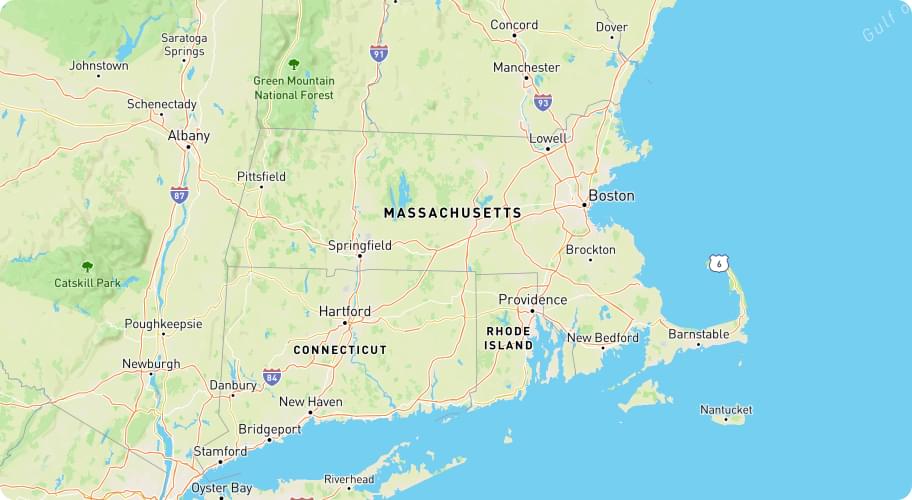 Concord
Dover
Gulf o
Saratoga
Springs
91
Johnstown
Manchester
Green Mountain
National Forest
Schenectady
93
Albany
Lowell
Pittsfield
87
Boston
MASSACHUSETTS
Springfield
Brockton
6
Catskill Park
Providence
Hartford
Poughkeepsie
RHODE
ISLAND
New Bedford
Barnstable
CONNECTICUT
Newburgh
84
Danbury
New Haven
Nantucket
Bridgeport
Stamford
Riverhead
Oyster Bay